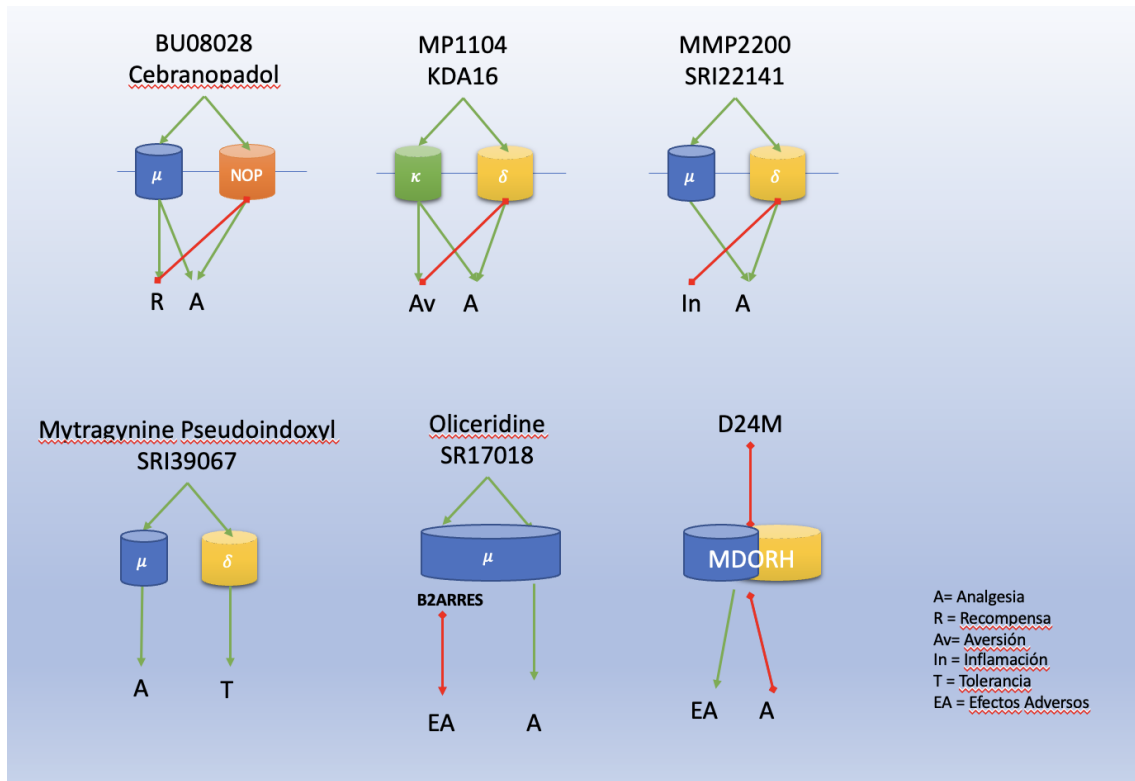 BU08028
Cebranopadol
μ
NOP
R
A
MP1104
KDA16
κ
δ
Av
A
MMP2200
SRI22141
μ
δ
In
A
Mytragynine Pseudoindoxyl
SRI39067
μ
δ
A
T
Oliceridine
SR17018
μ
B2ARRES
EA
A
D24M
MDORH
EA
A
A= Analgesia
R = Recompensa
Av= Aversión
In = Inflamación
T = Tolerancia
EA = Efectos Adversos